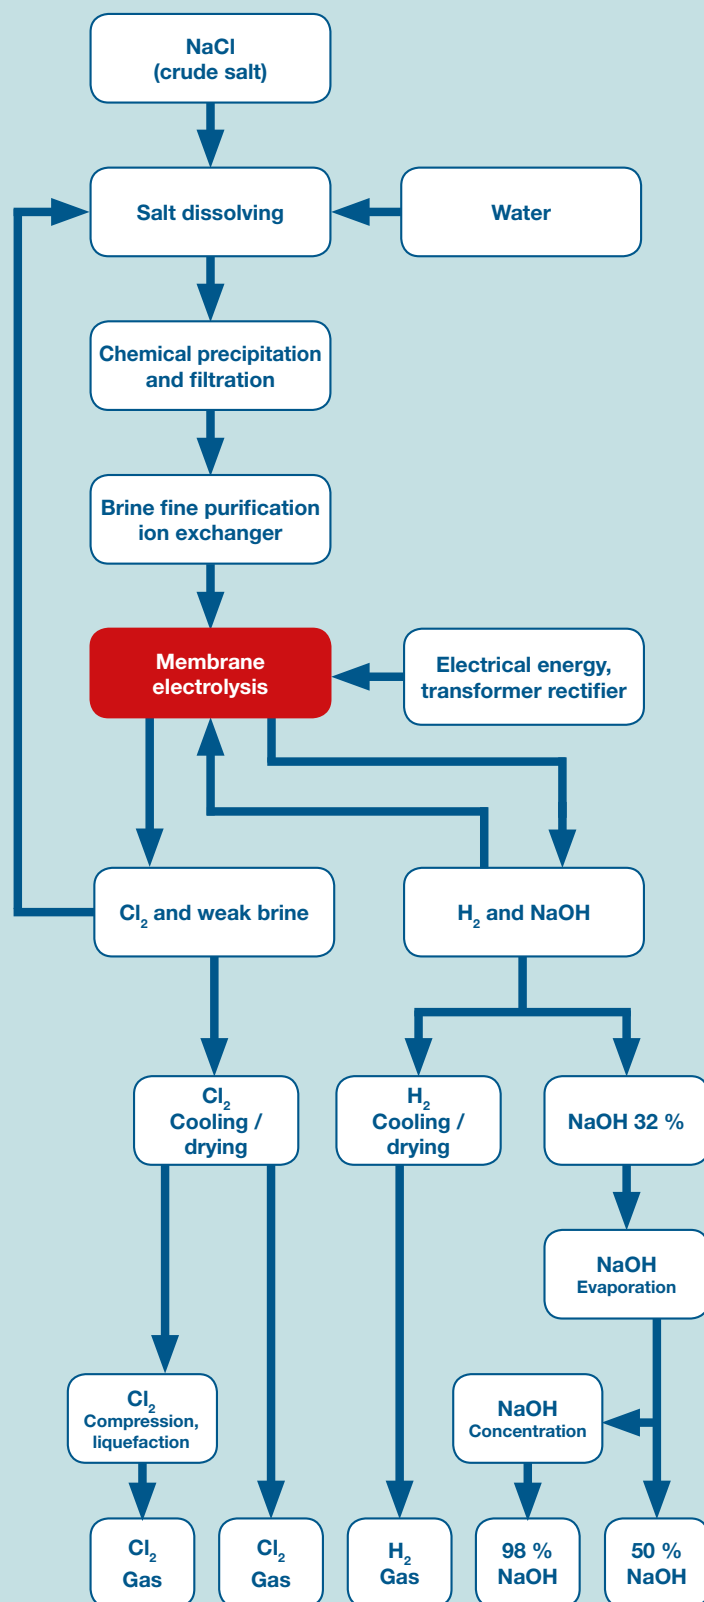 NaCl
(crude salt)
Salt dissolving
Water
Chemical precipitation
and filtration
Brine fine purification
ion exchanger
Membrane
electrolysis
Electrical energy,
transformer rectifier
Cl₂ and weak brine
H₂ and NaOH
Cl₂
Cooling /
drying
H₂
Cooling /
drying
NaOH 32 %
NaOH
Evaporation
Cl₂
Compression,
liquefaction
NaOH
Concentration
Cl₂
Gas
Cl₂
Gas
H₂
Gas
98 %
NaOH
50 %
NaOH